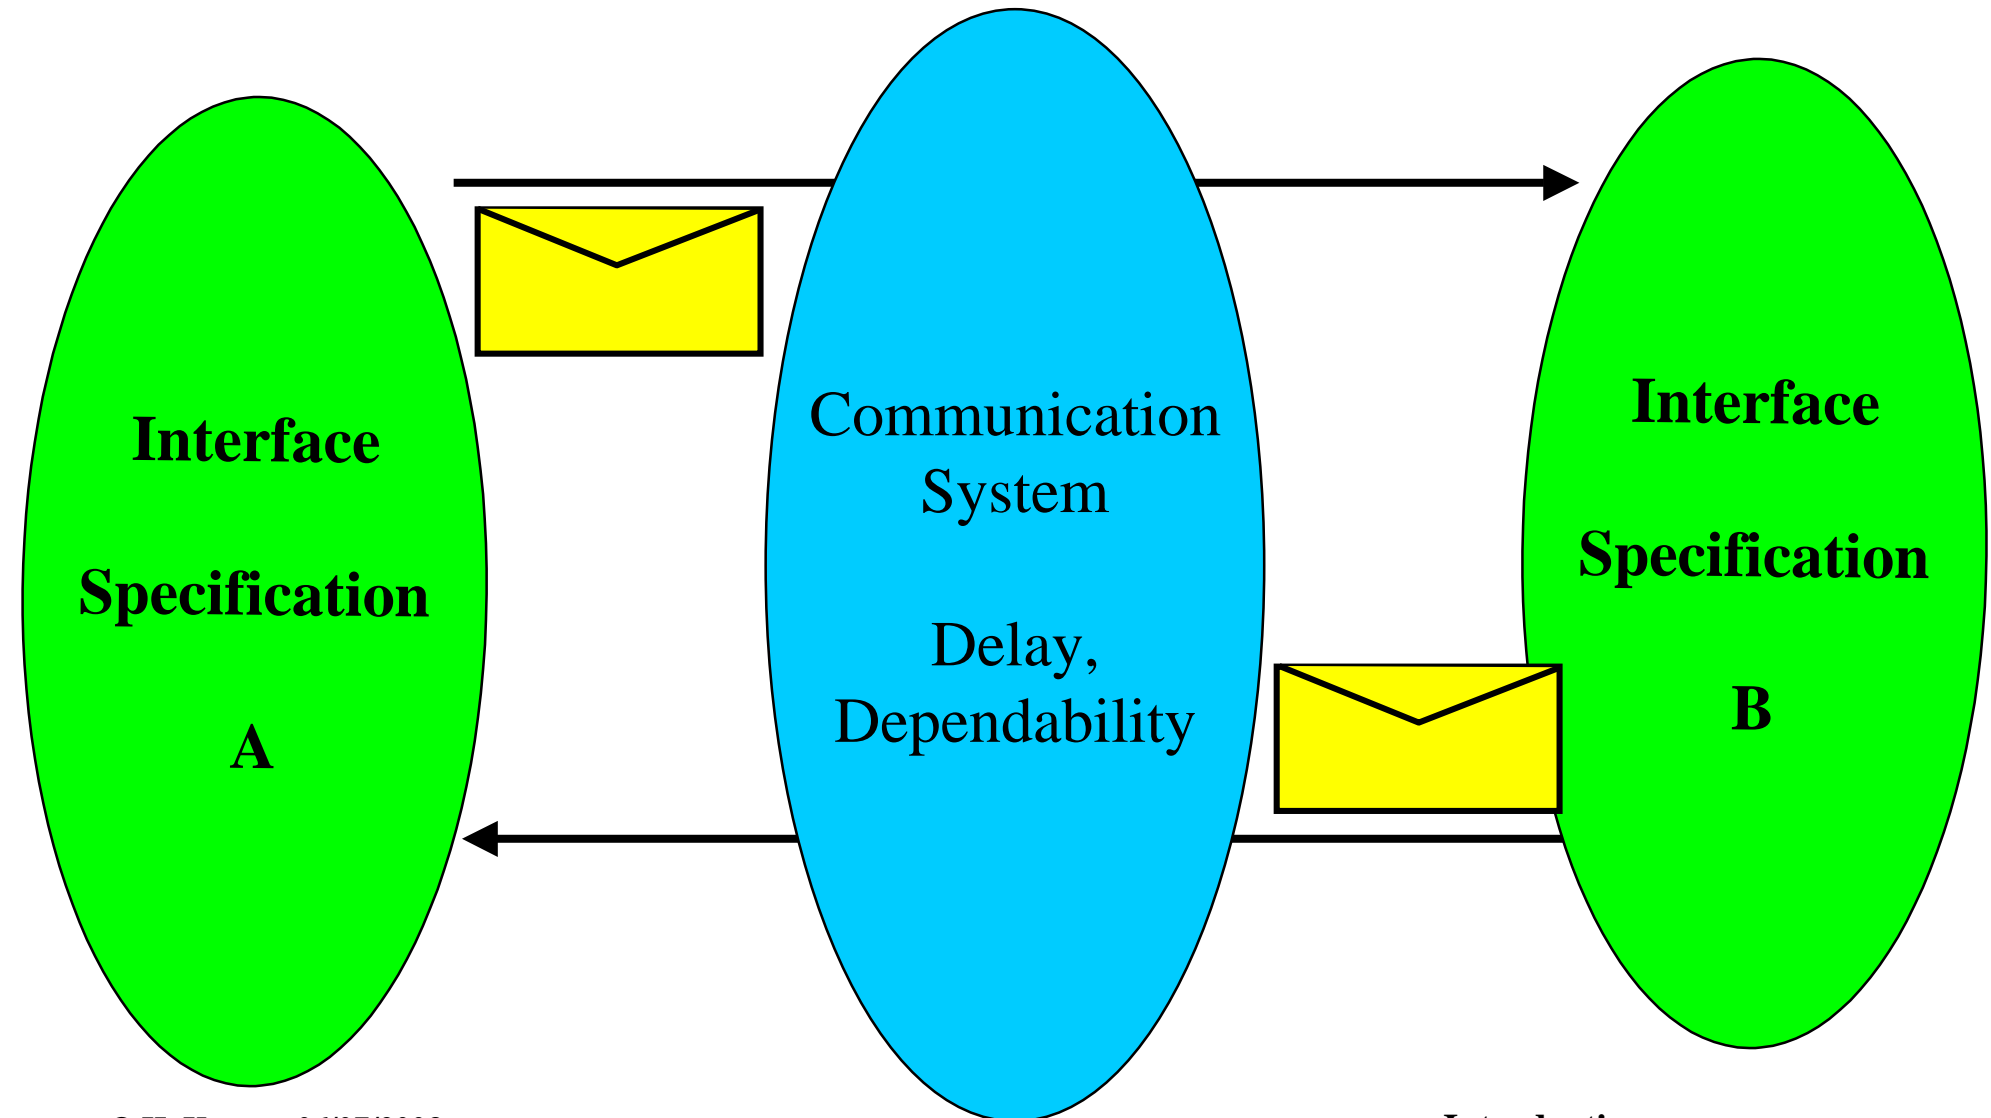 Interface
Specification
A
Communication
System
Delay,
Dependability
Interface
Specification
B